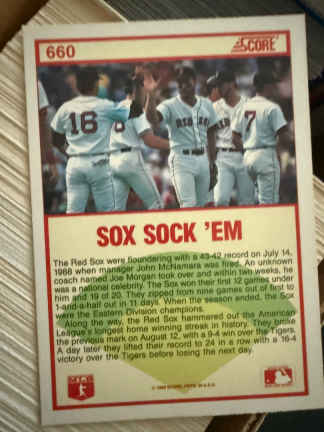 660
SCORE
16
7
RED SOX
SOX SOCK 'EM
The Red Sox were floundering with a 43-42 record on July 14,
1988 when manager John McNamara was fired. An unknown
coach named Joe Morgan took over and within two weeks, he
was a national celebrity. The Sox won their first 12 games under
him and 19 of 20. They zipped from nine games out of first to
1-and-a-half out in 11 days. When the season ended, the Sox
were the Eastern Division champions.
Along the way, the Red Sox hammered out the American
League's longest home winning streak in history. They broke
the previous mark on August 12, with a 9-4 win over the Tigers.
A day later they lifted their record to 24 in a row with a 16-4
victory over the Tigers before losing the next day.